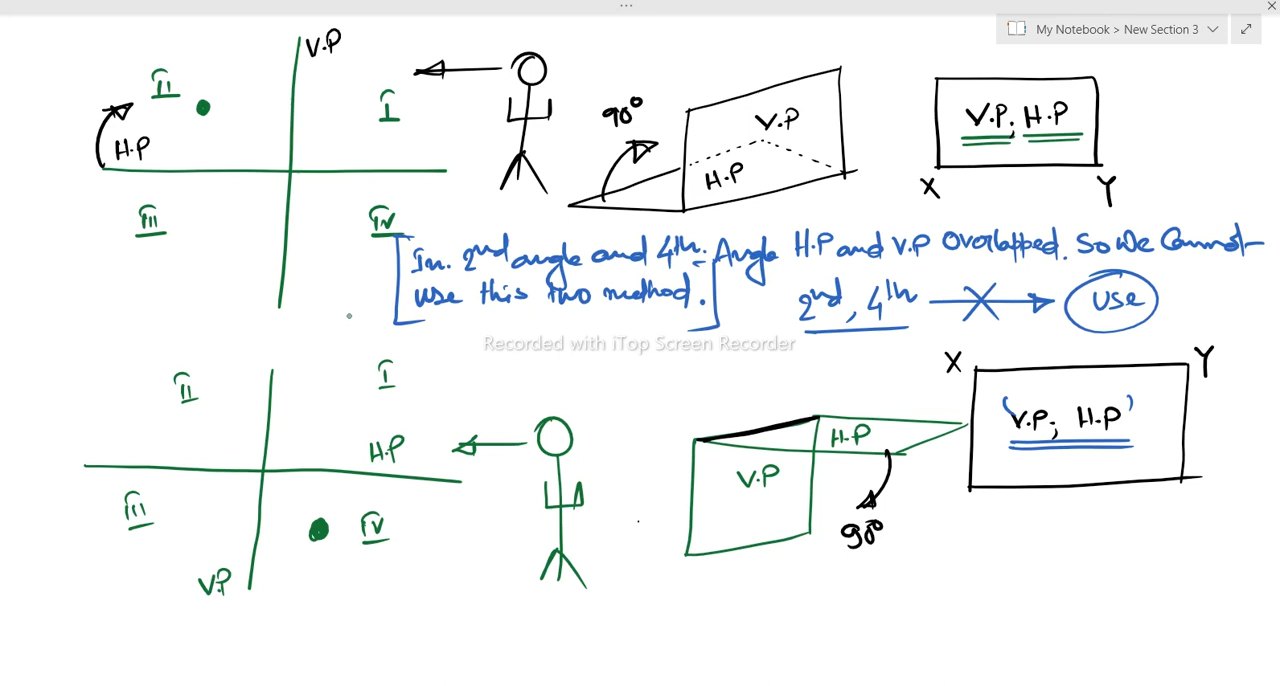 ...
My Notebook > New Section 3
V.P
II
I
90°
V.P
V.P, H.P
H.P
H.P
X
Y
III
IV
In. 2nd angle and 4th. Angle H.P and V.P Overlapped. So We Cannot
use this two method.
2nd, 4th
USE
Recorded with iTop Screen Recorder
X
Y
II
I
V.P; H.P
H.P
H.P
V.P
III
IV
90°
V.P